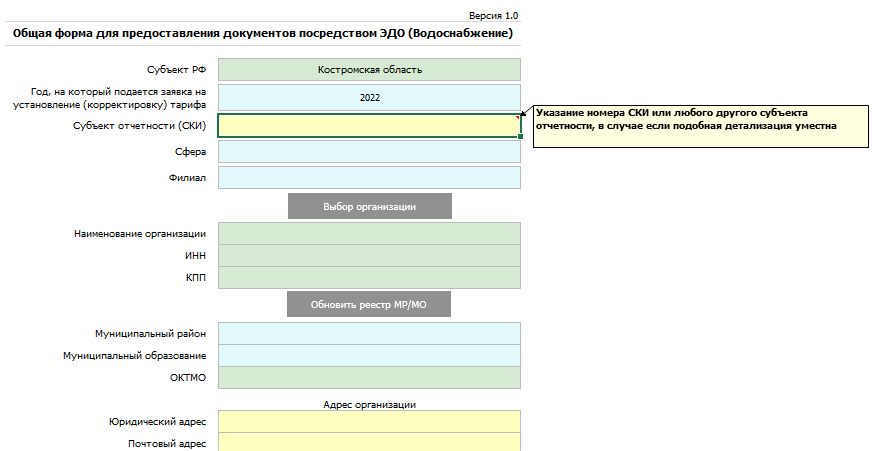 Версия 1.0
Общая форма для предоставления документов посредством ЭДО (Водоснабжение)
Субъект РФ
Костромская область
Год, на который подается заявка на
установление (корректировку) тарифа
2022
Субъект отчетности (СКИ)
Указание номера СКИ или любого другого субъекта
отчетности, в случае если подобная детализация уместна
Сфера
Филиал
Выбор организации
Наименование организации
ИНН
КПП
Обновить реестр МР/МО
Муниципальный район
Муниципальный образование
ОКТМО
Адрес организации
Юридический адрес
Почтовый адрес